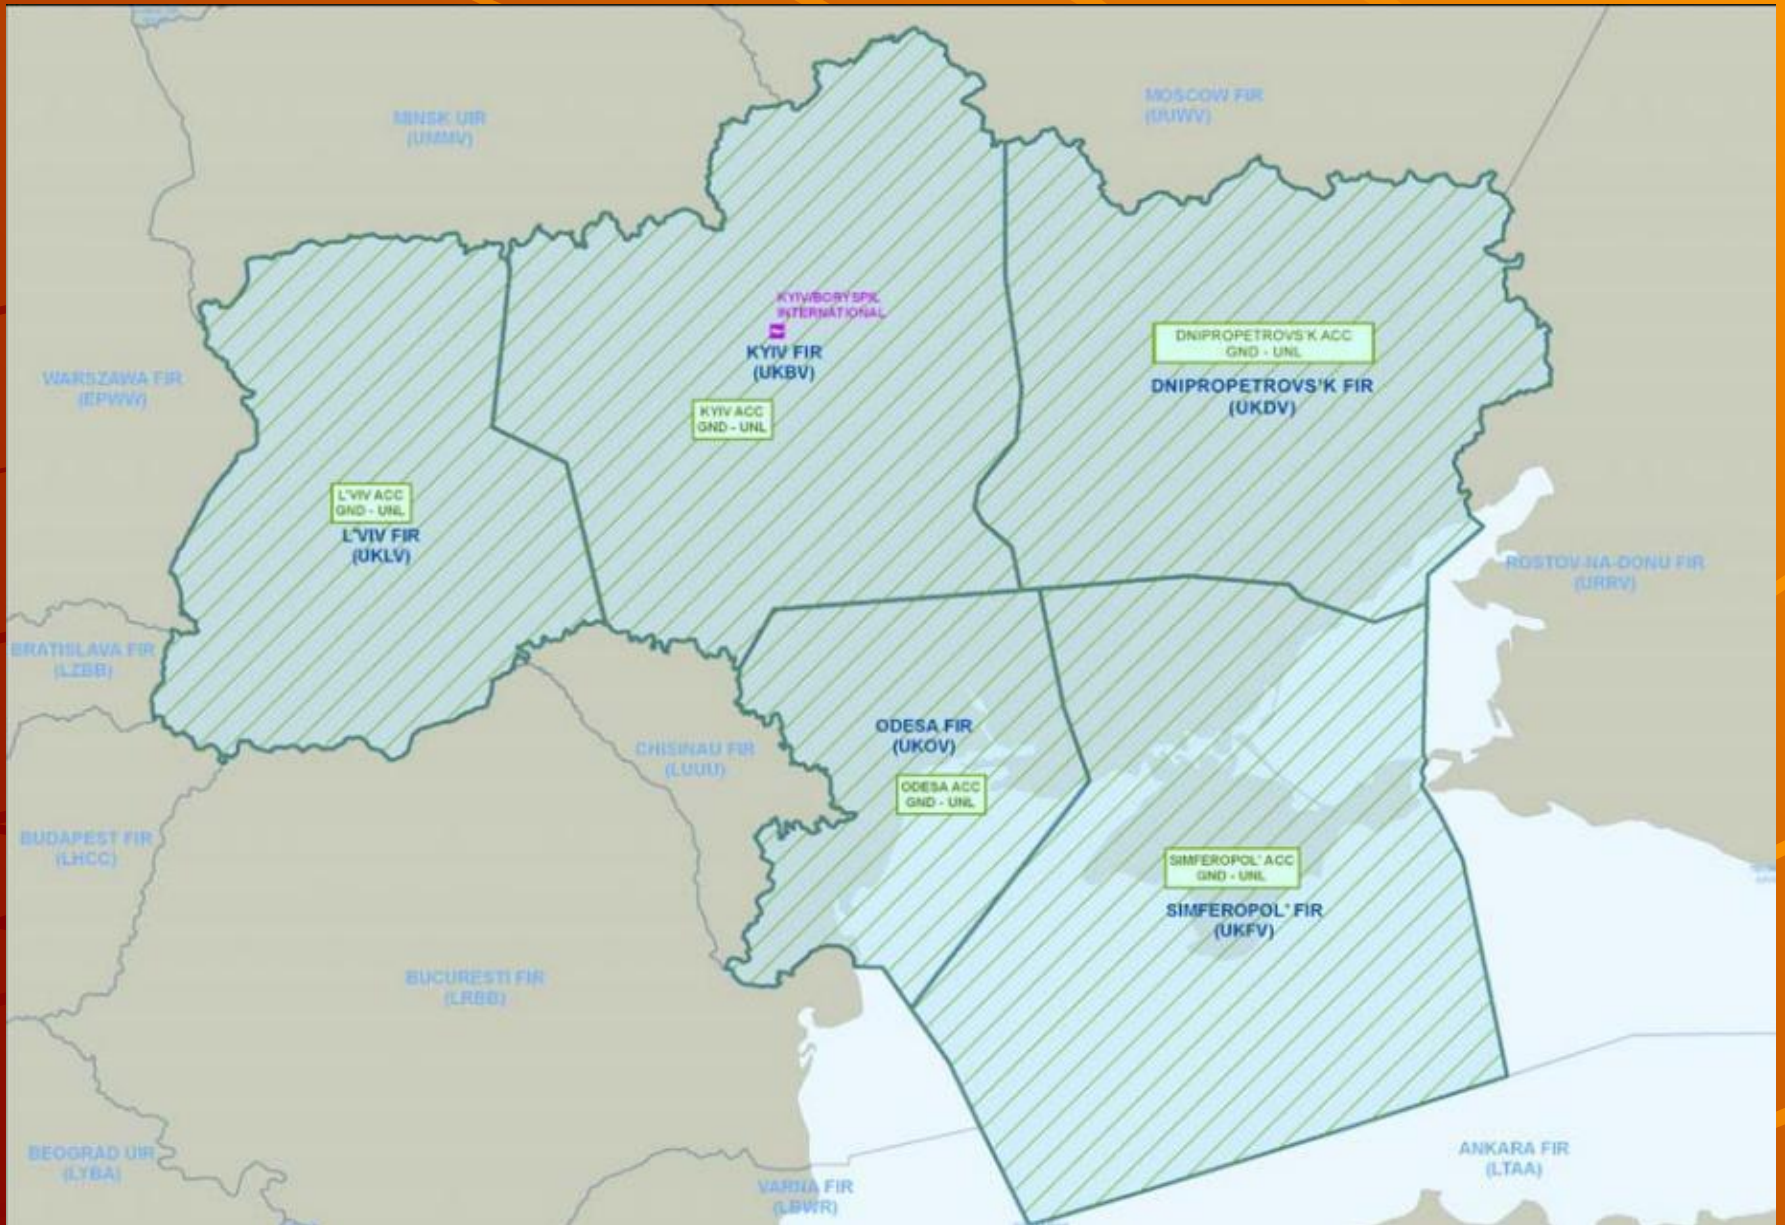 MINSK UIR
(UMMV)
MOSCOW FIR
(UUWV)
KYIV/BORYSPIL
INTERNATIONAL
KYIV FIR
(UKBV)
DNIPROPETROVS'K ACC
GND - UNL
DNIPROPETROVS'K FIR
(UKDV)
WARSZAWA FIR
(EPWW)
KYIV ACC
GND - UNL
L'VIV ACC
GND - UNL
L'VIV FIR
(UKLV)
ROSTOV-NA-DONU FIR
(URRV)
BRATISLAVA FIR
(LZBB)
ODESA FIR
(UKOV)
CHISINAU FIR
(LUUU)
ODESA ACC
GND - UNL
BUDAPEST FIR
(LHCC)
SIMFEROPOL' ACC
GND - UNL
SIMFEROPOL' FIR
(UKFV)
BUCURESTI FIR
(LRBB)
BEOGRAD UIR
(LYBA)
ANKARA FIR
(LTAA)
VARNA FIR
(LBWR)